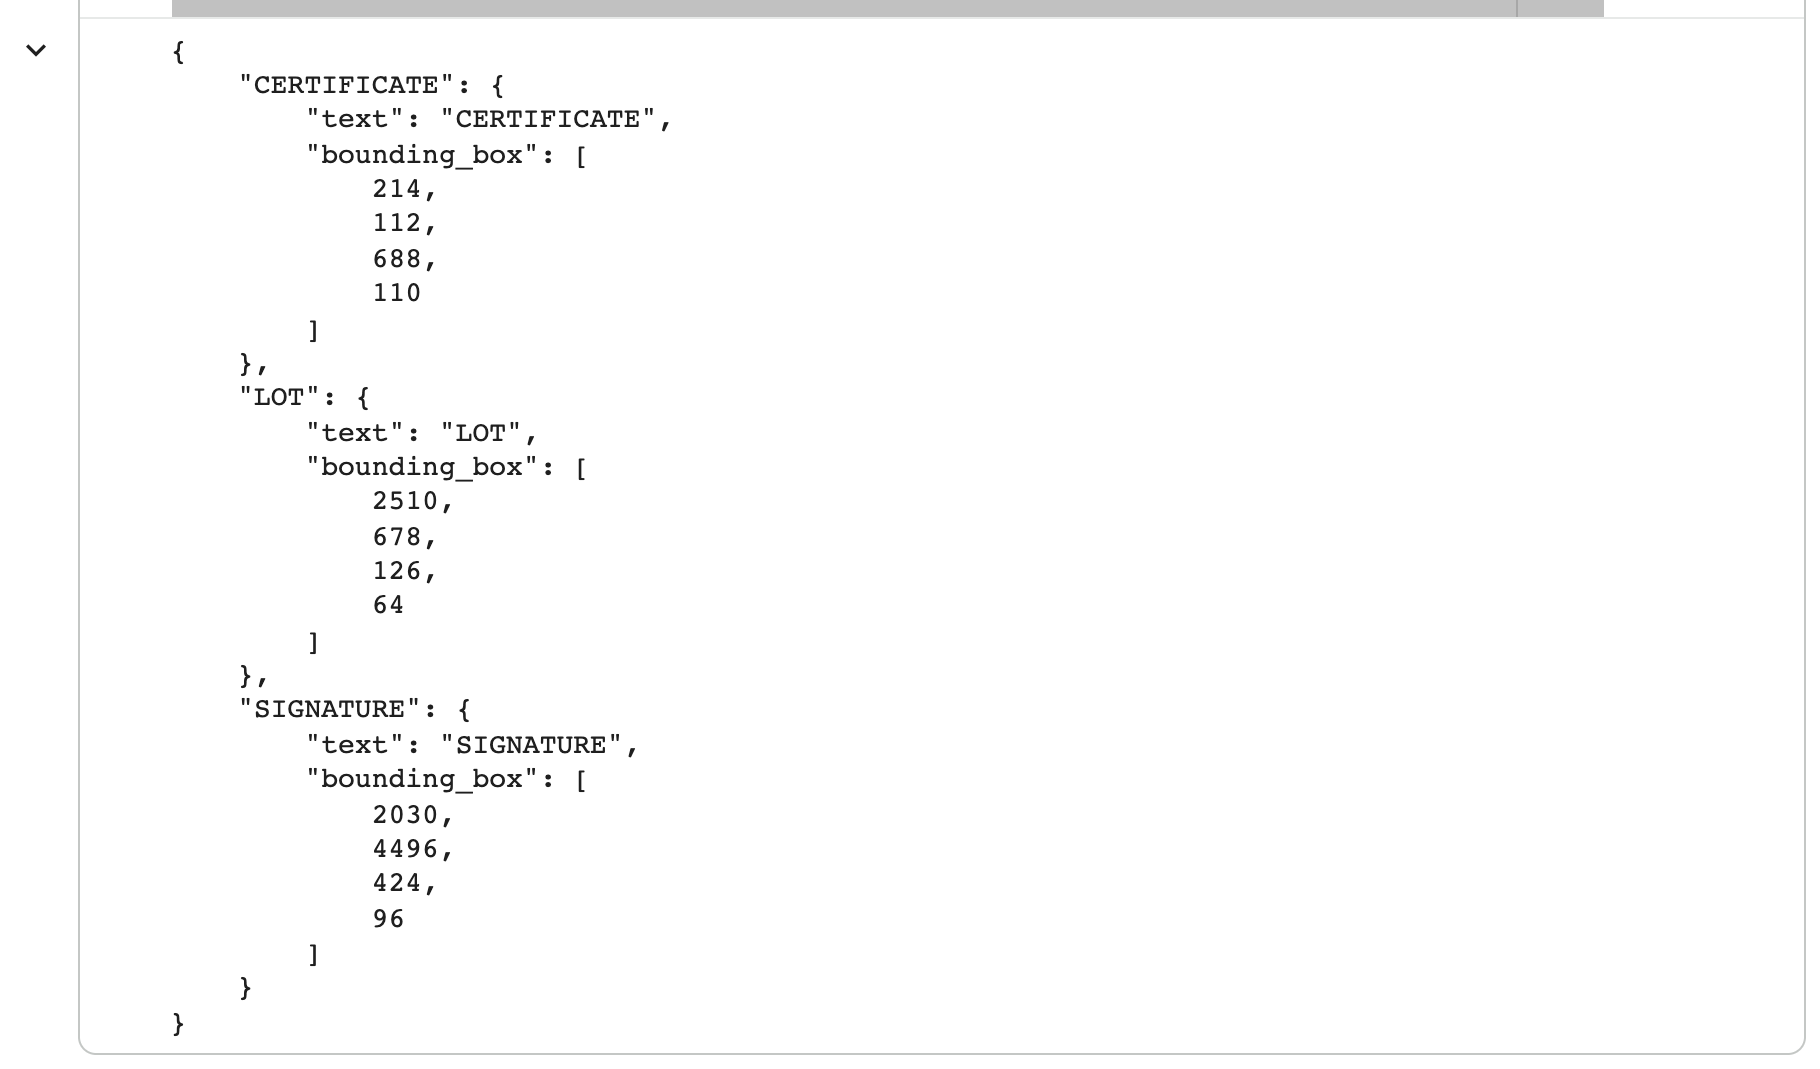 {
    "CERTIFICATE": {
        "text": "CERTIFICATE",
        "bounding_box": [
            214,
            112,
            688,
            110
        ]
    },
    "LOT": {
        "text": "LOT",
        "bounding_box": [
            2510,
            678,
            126,
            64
        ]
    },
    "SIGNATURE": {
        "text": "SIGNATURE",
        "bounding_box": [
            2030,
            4496,
            424,
            96
        ]
    }
}